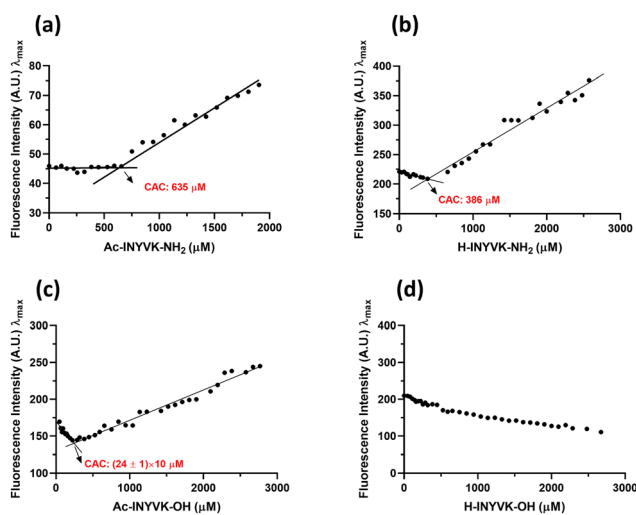 (a)
Fluorescence Intensity (A.U.) λmax
80
70
60
50
40
30
0 500 1000 1500 2000
CAC: 635 μM
Ac-INYVK-NH2 (μM)
(b)
Fluorescence Intensity (A.U.) λmax
400
350
300
250
200
0 1000 2000 3000
CAC: 386 μM
H-INYVK-NH2 (μM)
(c)
Fluorescence Intensity (A.U.) λmax
300
250
200
150
100
0 1000 2000 3000
CAC: (24 ± 1)×10 μM
Ac-INYVK-OH (μM)
(d)
Fluorescence Intensity (A.U.) λmax
400
300
200
100
0
0 1000 2000 3000
H-INYVK-OH (μM)